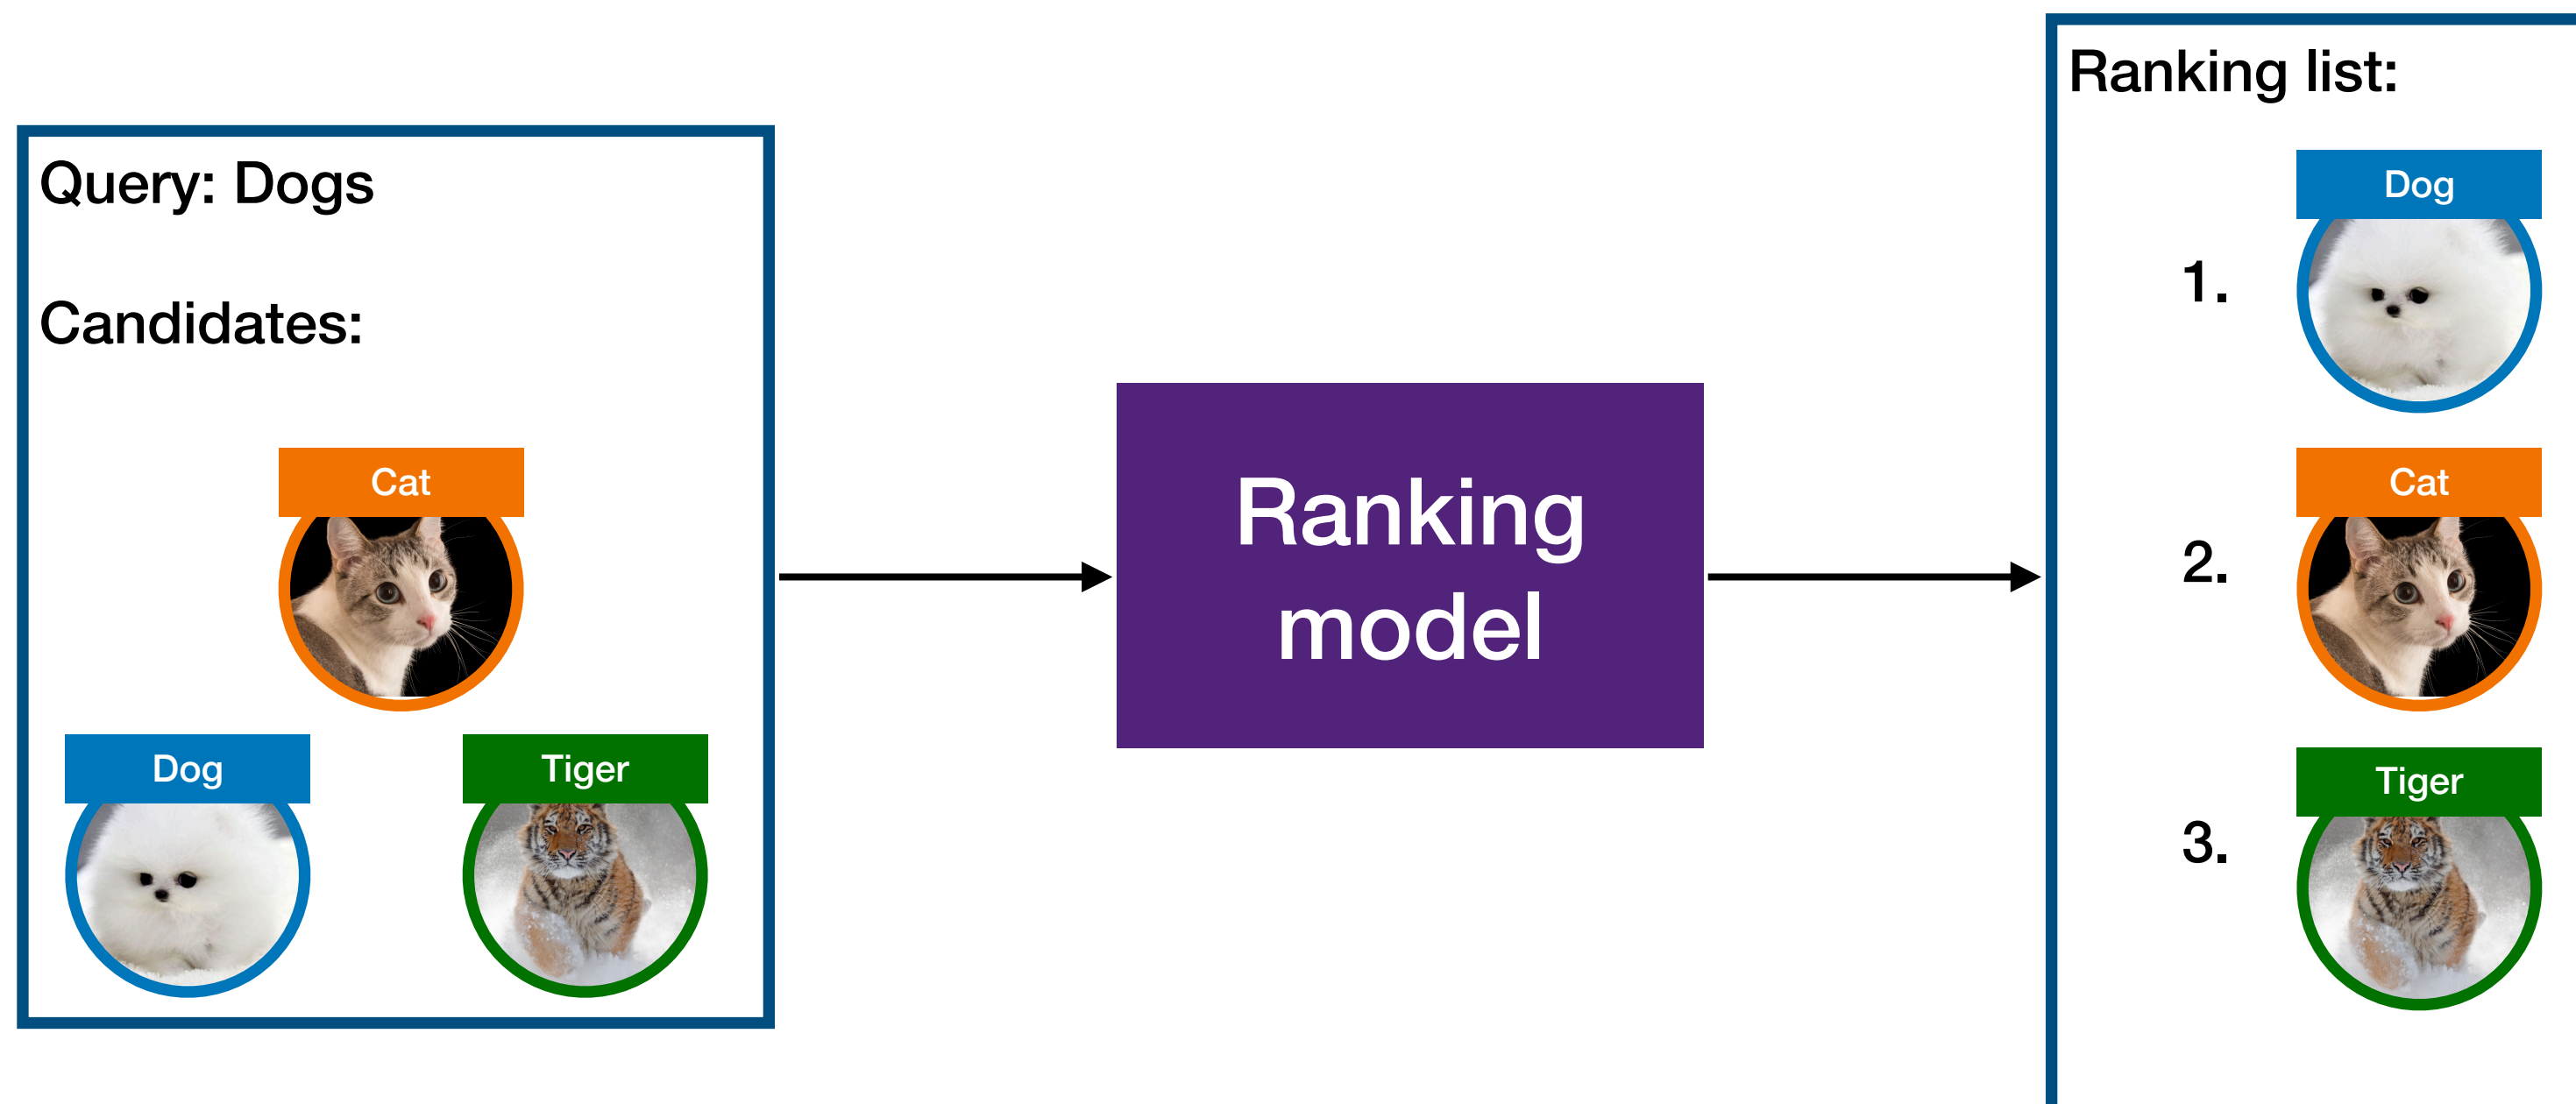 Query: Dogs
Candidates:
Cat
Dog
Tiger
Ranking
model
Ranking list:
Dog
1.
Cat
2.
Tiger
3.